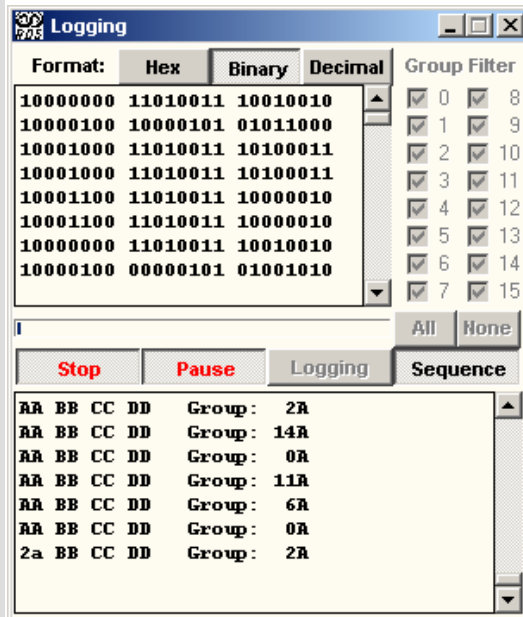 Logging
Format: Hex Binary Decimal Group Filter
10000000 11010011 10010010
10000100 10000101 01011000
10001000 11010011 10100011
10001000 11010011 10100011
10001100 11010011 10000010
10001100 11010011 10000010
10000000 11010011 10010010
10000100 00000101 01001010
0 8
1 9
2 10
3 11
4 12
5 13
6 14
7 15
All None
Stop Pause Logging Sequence
AA BB CC DD Group: 2A
AA BB CC DD Group: 14A
AA BB CC DD Group: 0A
AA BB CC DD Group: 11A
AA BB CC DD Group: 6A
AA BB CC DD Group: 0A
2a BB CC DD Group: 2A